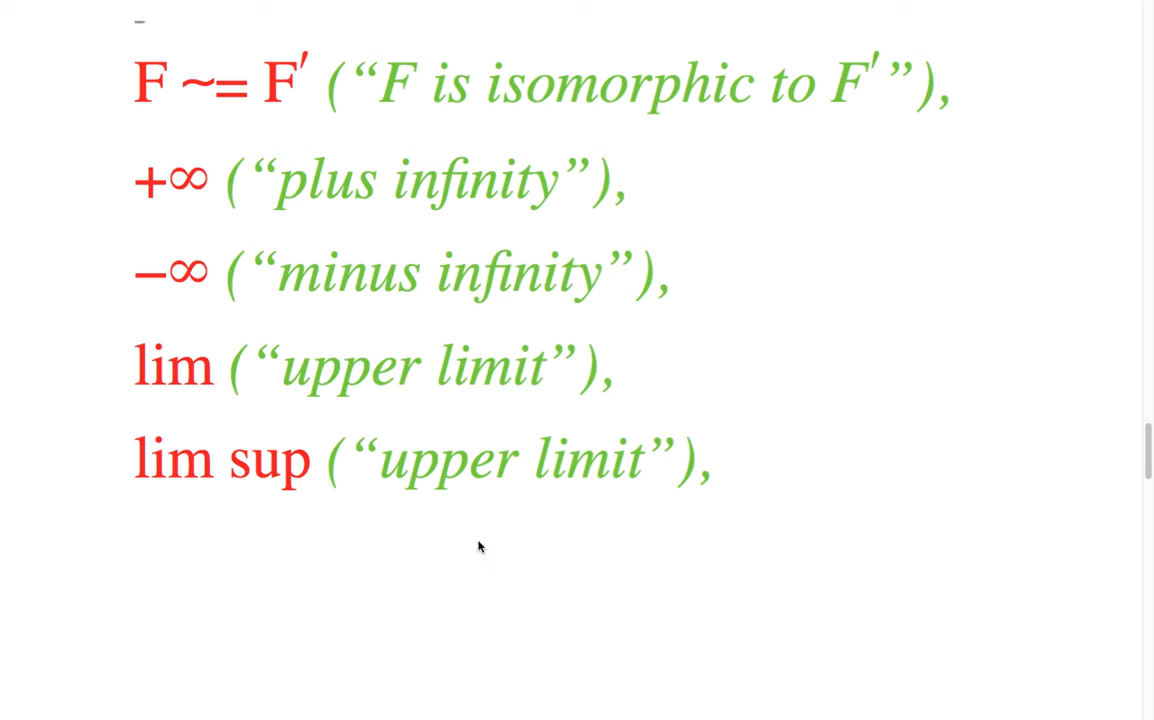 F ~= F′ (“F is isomorphic to F′”),
+∞ (“plus infinity”),
−∞ (“minus infinity”),
lim (“upper limit”),
lim sup (“upper limit”),